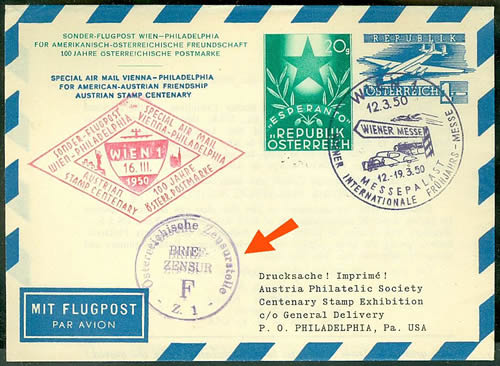 SONDER-FLUGPOST WIEN-PHILADELPHIA
FÜR AMERIKANISCH-ÖSTERREICHISCHE FREUNDSCHAFT
100 JAHRE ÖSTERREICHISCHE POSTMARKE
SPECIAL AIR MAIL VIENNA-PHILADELPHIA
FOR AMERICAN-AUSTRIAN FRIENDSHIP
AUSTRIAN STAMP CENTENARY
20g
ESPERANTO
REPUBLIK
ÖSTERREICH
REPUBLIK
ÖSTERREICH 1
12.3.50
WIENER MESSE
12.-19.3.50
MESSEPALAST
WIENER INTERNATIONALE FRÜHJAHRS-MESSE
SONDER-FLUGPOST
WIEN-PHILADELPHIA
SPECIAL AIR MAIL
VIENNA-PHILADELPHIA
WIEN 1
16. III.
1950
AUSTRIAN
STAMP CENTENARY
100 JAHRE
ÖSTERR. POSTMARKE
Österreichische Zensurstelle
BRIEF-
ZENSUR
F
- Z. 1 -
MIT FLUGPOST
PAR AVION
Drucksache! Imprimé!
Austria Philatelic Society
Centenary Stamp Exhibition
c/o General Delivery
P. O. PHILADELPHIA, Pa. USA